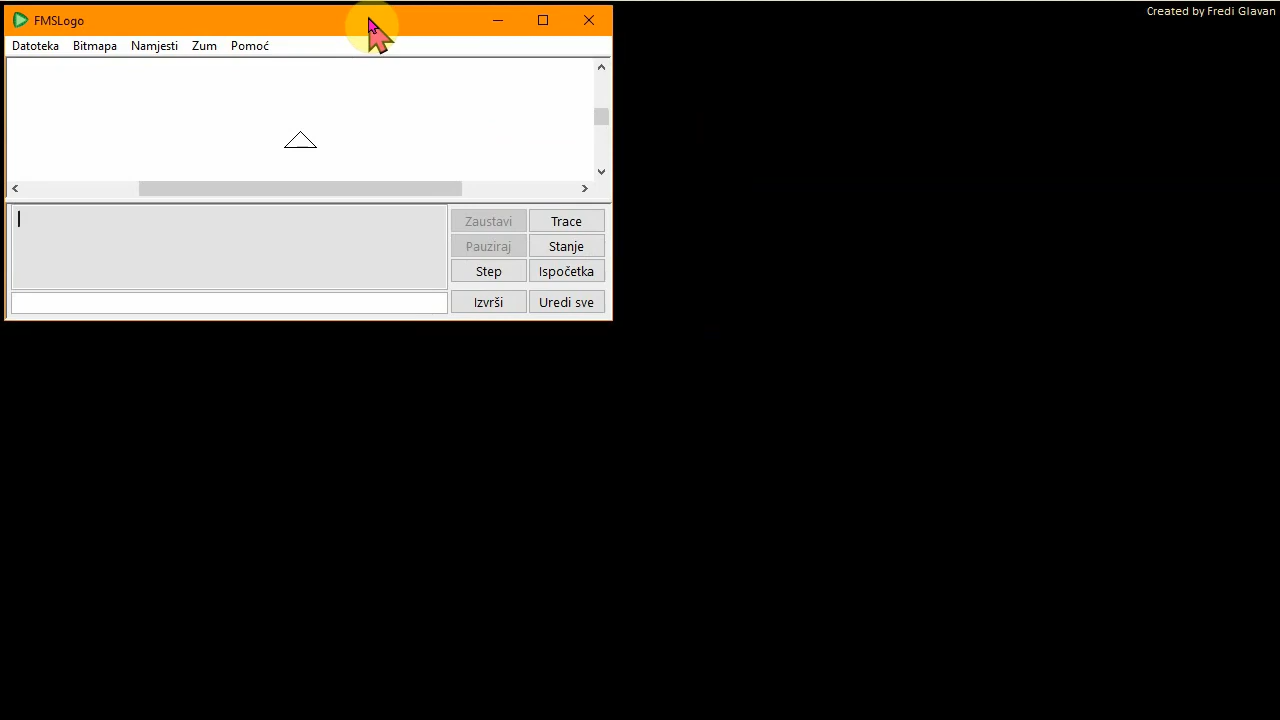 FMSLogo
Created by Fredi Glavan
Datoteka Bitmapa Namjesti Zum Pomoć
Zaustavi Trace
Pauziraj Stanje
Step Ispočetka
Izvrši Uredi sve